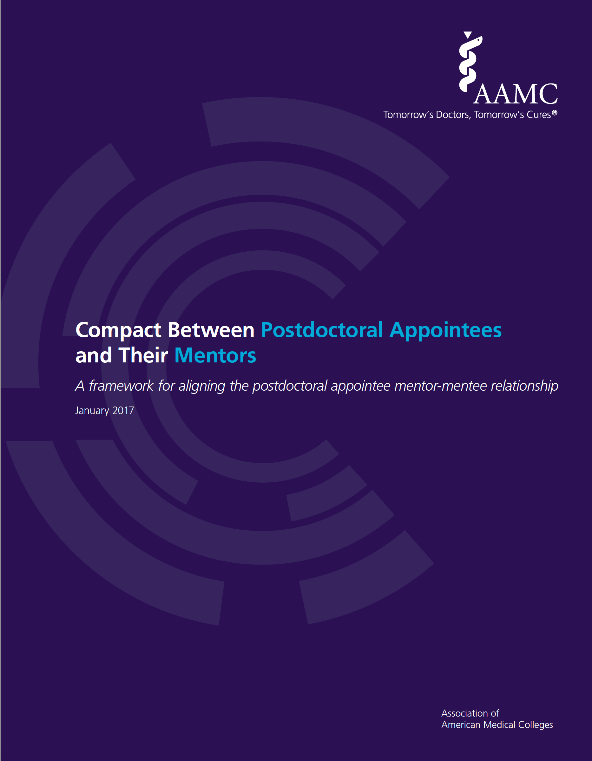 AAMC
Tomorrow's Doctors, Tomorrow's Cures®
Compact Between Postdoctoral Appointees
and Their Mentors
A framework for aligning the postdoctoral appointee mentor-mentee relationship
January 2017
Association of
American Medical Colleges